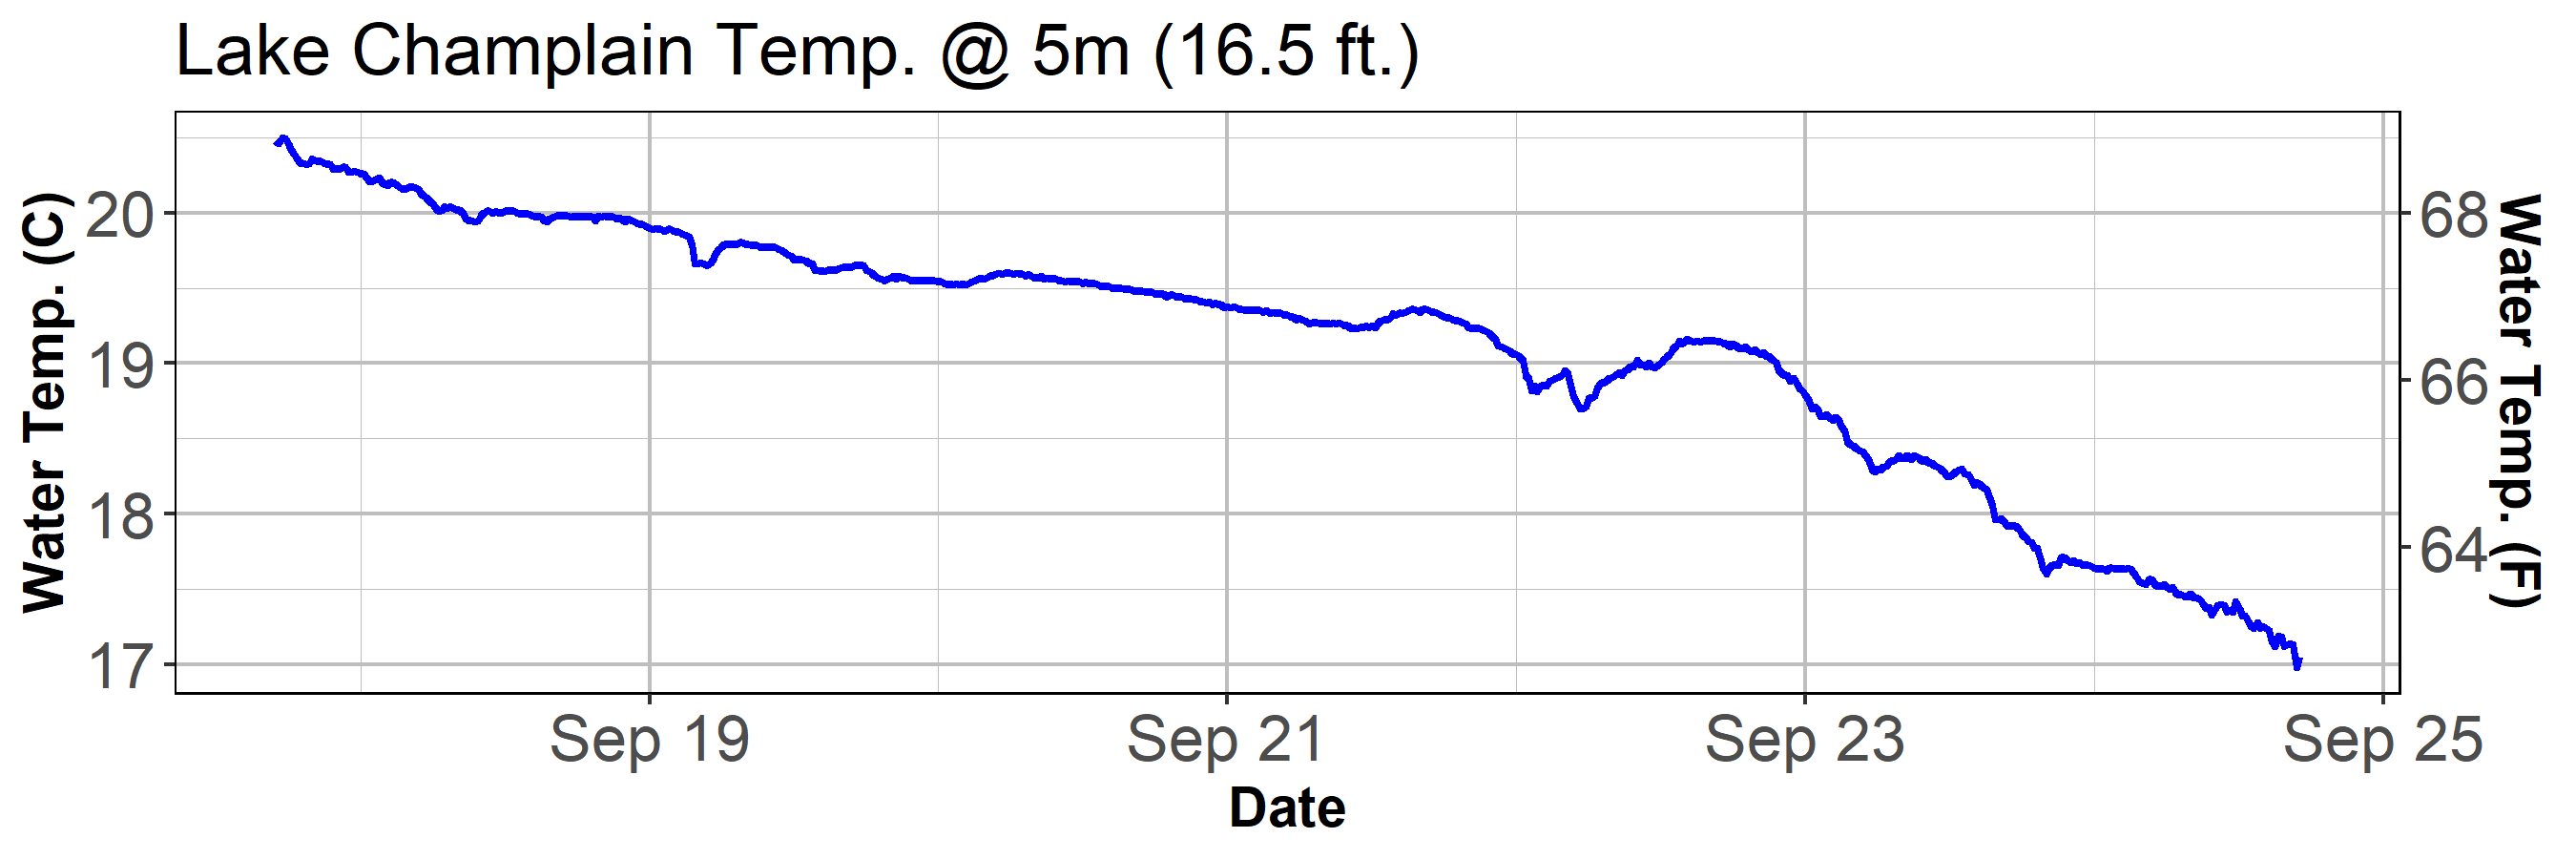 Lake Champlain Temp. @ 5m (16.5 ft.)
Water Temp. (C)
20
19
18
17
68
66
64
Water Temp. (F)
Sep 19
Sep 21
Sep 23
Sep 25
Date